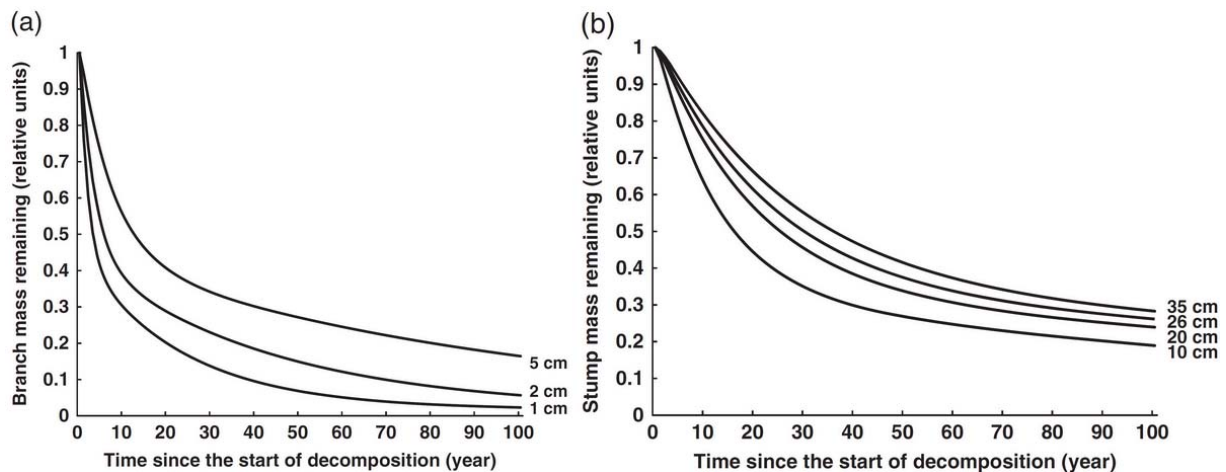 (a)
Branch mass remaining (relative units)
1
0.9
0.8
0.7
0.6
0.5
0.4
0.3
0.2
0.1
0
5 cm
2 cm
1 cm
0 10 20 30 40 50 60 70 80 90 100
Time since the start of decomposition (year)
(b)
Stump mass remaining (relative units)
1
0.9
0.8
0.7
0.6
0.5
0.4
0.3
0.2
0.1
0
35 cm
26 cm
20 cm
10 cm
0 10 20 30 40 50 60 70 80 90 100
Time since the start of decomposition (year)